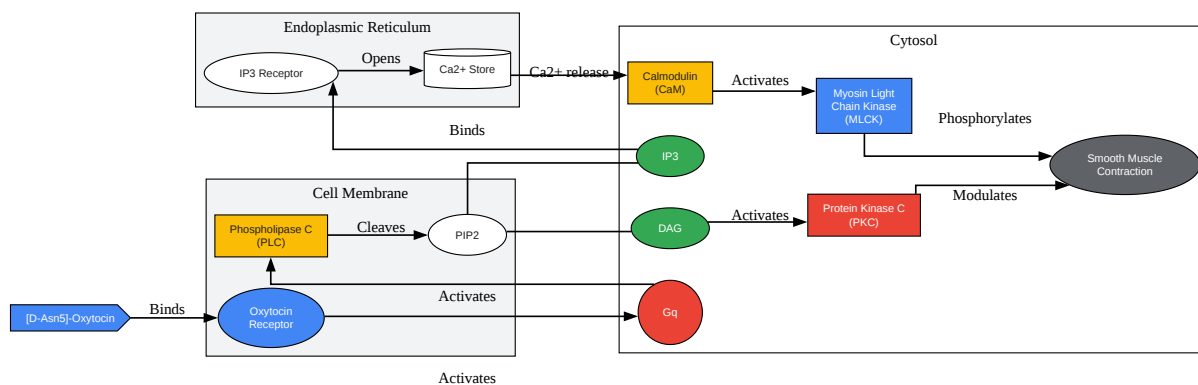 Endoplasmic Reticulum
IP3 Receptor
Opens
Ca2+ Store
Ca2+ release
Cytosol
Calmodulin
(CaM)
Activates
Myosin Light
Chain Kinase
(MLCK)
Phosphorylates
Binds
IP3
Smooth Muscle
Contraction
Cell Membrane
Phospholipase C
(PLC)
Cleaves
PIP2
DAG
Activates
Protein Kinase C
(PKC)
Modulates
Activates
[D-Asn5]-Oxytocin
Binds
Oxytocin
Receptor
Gq
Activates